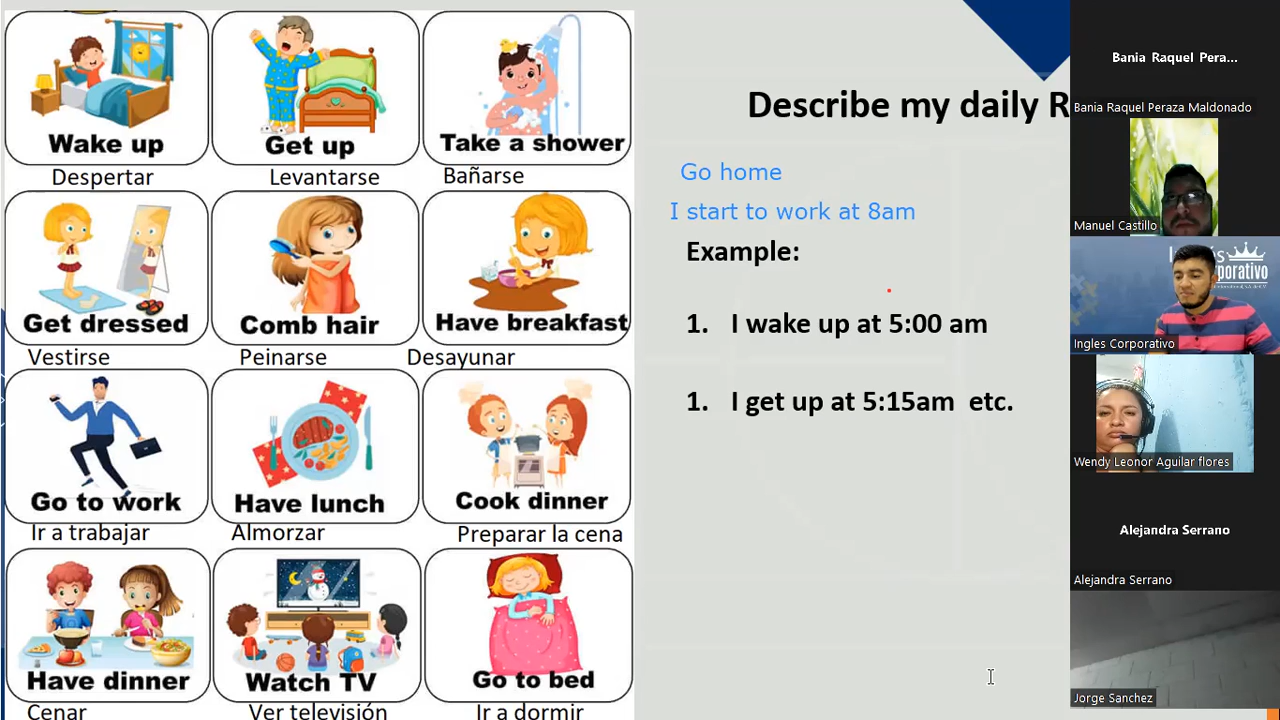 Wake up
Get up
Take a shower
Despertar
Levantarse
Bañarse
Get dressed
Comb hair
Have breakfast
Vestirse
Peinarse
Desayunar
Go to work
Have lunch
Cook dinner
Ir a trabajar
Almorzar
Preparar la cena
Have dinner
Watch TV
Go to bed
Cenar
Ver televisión
Ir a dormir
Describe my daily R
Go home
I start to work at 8am
Example:
1. I wake up at 5:00 am
1. I get up at 5:15am etc.
Bania Raquel Pera...
Bania Raquel Peraza Maldonado
Manuel Castillo
Ingles Corporativo
Wendy Leonor Aguilar flores
Alejandra Serrano
Alejandra Serrano
Jorge Sanchez